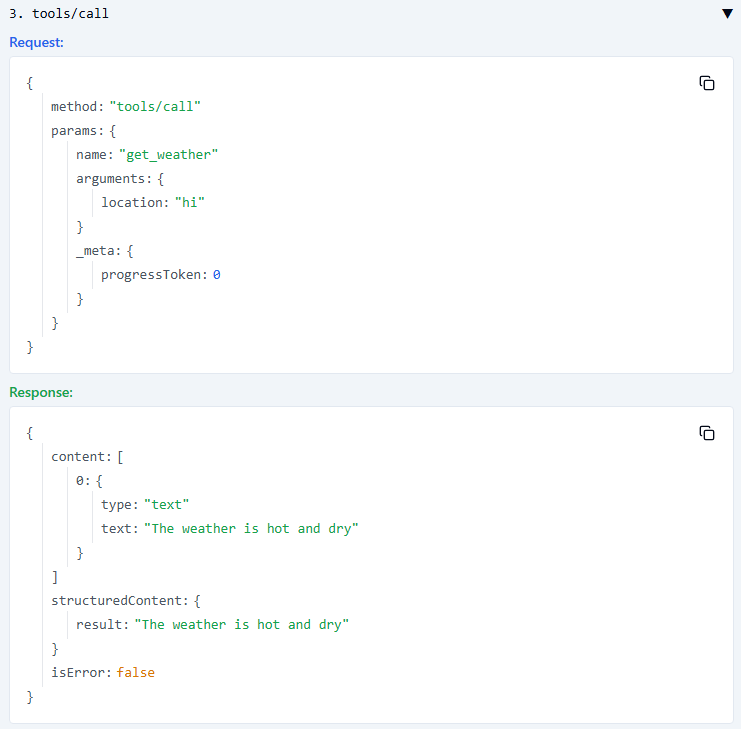 3. tools/call ▼
Request:
{
method: "tools/call"
params: {
name: "get_weather"
arguments: {
location: "hi"
}
_meta: {
progressToken: 0
}
}
}
Response:
{
content: [
0: {
type: "text"
text: "The weather is hot and dry"
}
]
structuredContent: {
result: "The weather is hot and dry"
}
isError: false
}